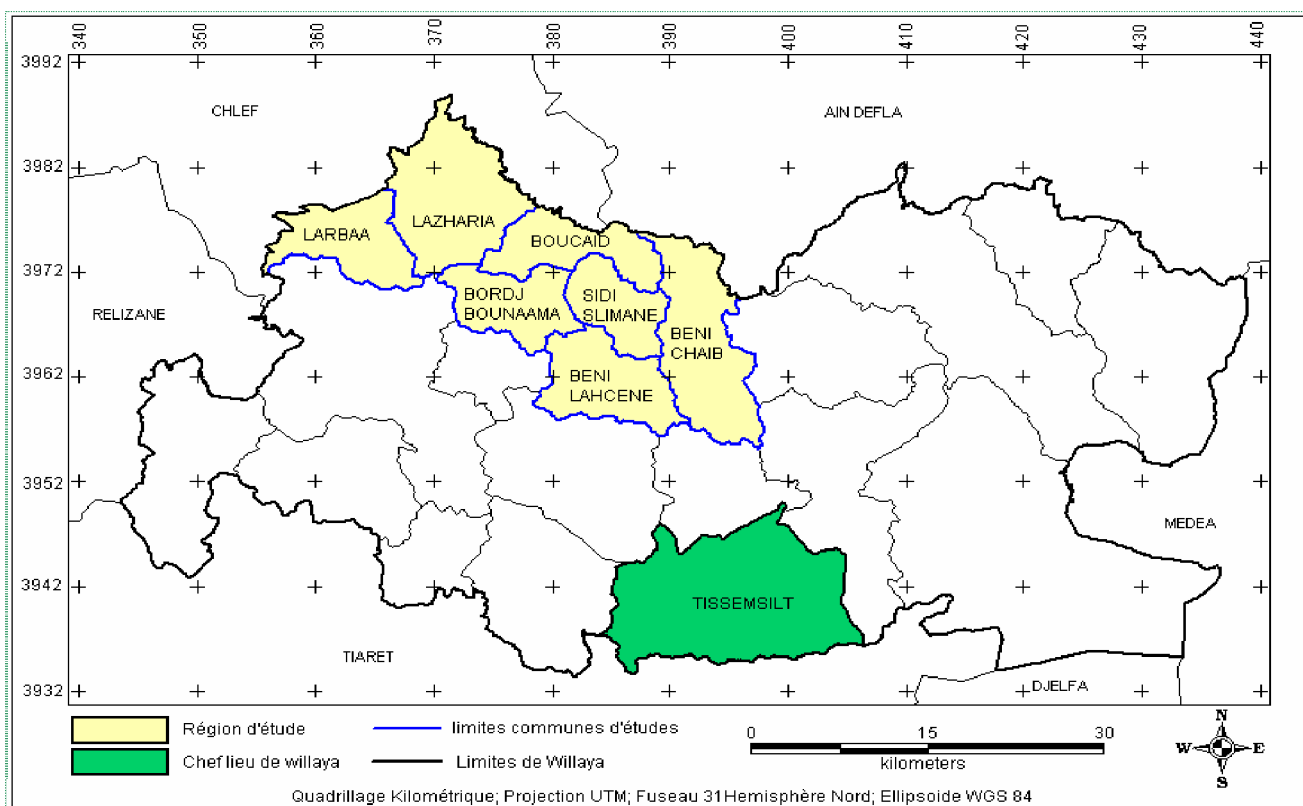 340 350 360 370 380 390 400 410 420 430 440
3992
CHLEF
AIN DEFLA
3982
LAZHARIA
LARBAA
BOUCAID
3972
BORDJ
BOUNAAMA
SIDI
SLIMANE
RELIZANE
BENI
CHAIB
3962
BENI
LAHCENE
3952
MEDEA
3942
TISSEMSILT
TIARET
DJELFA
3932
Région d'étude
limites communes d'études
0 15 30
kilometers
N
W E
S
Chef lieu de willaya
Limites de Willaya
Quadrillage Kilométrique; Projection UTM; Fuseau 31Hemisphère Nord; Ellipsoide WGS 84